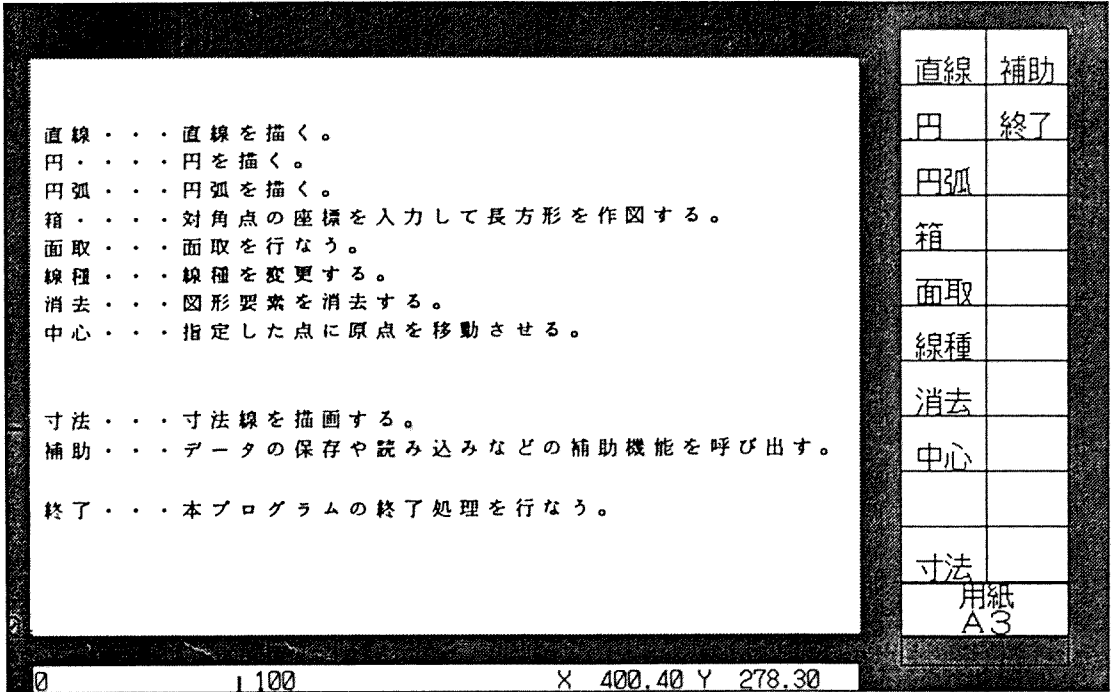 直線・・・直線を描く。
円・・・・円を描く。
円弧・・・円弧を描く。
箱・・・・対角点の座標を入力して長方形を作図する。
面取・・・面取を行なう。
線種・・・線種を変更する。
消去・・・図形要素を消去する。
中心・・・指定した点に原点を移動させる。
寸法・・・寸法線を描画する。
補助・・・データの保存や読み込みなどの補助機能を呼び出す。
終了・・・本プログラムの終了処理を行なう。
直線 補助
円 終了
円弧
箱
面取
線種
消去
中心
寸法
用紙
A3
0 100 X 400.40 Y 278.30